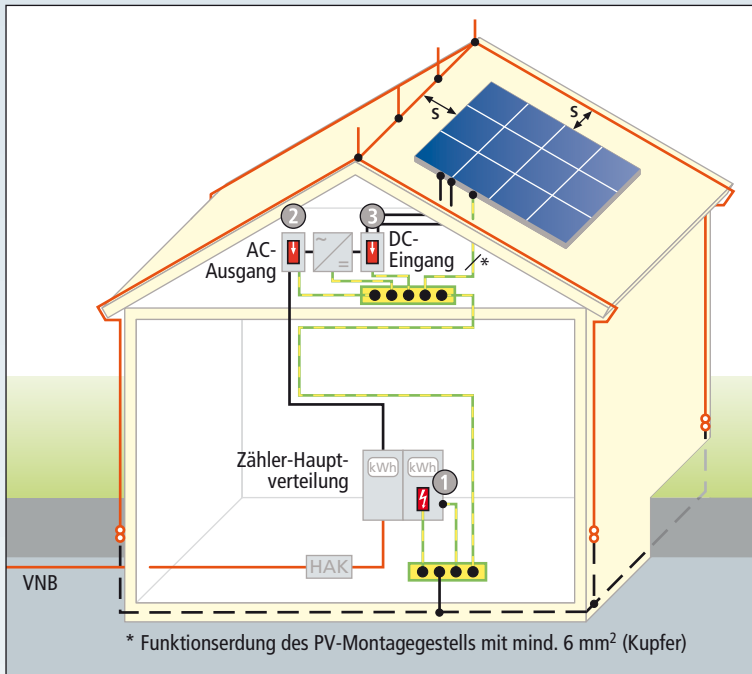 s
s
2
3
AC-
Ausgang
DC-
Eingang
*
~
=
Zähler-Haupt-
verteilung
kWh
kWh
1
HAK
VNB
* Funktionserdung des PV-Montagegestells mit mind. 6 mm² (Kupfer)